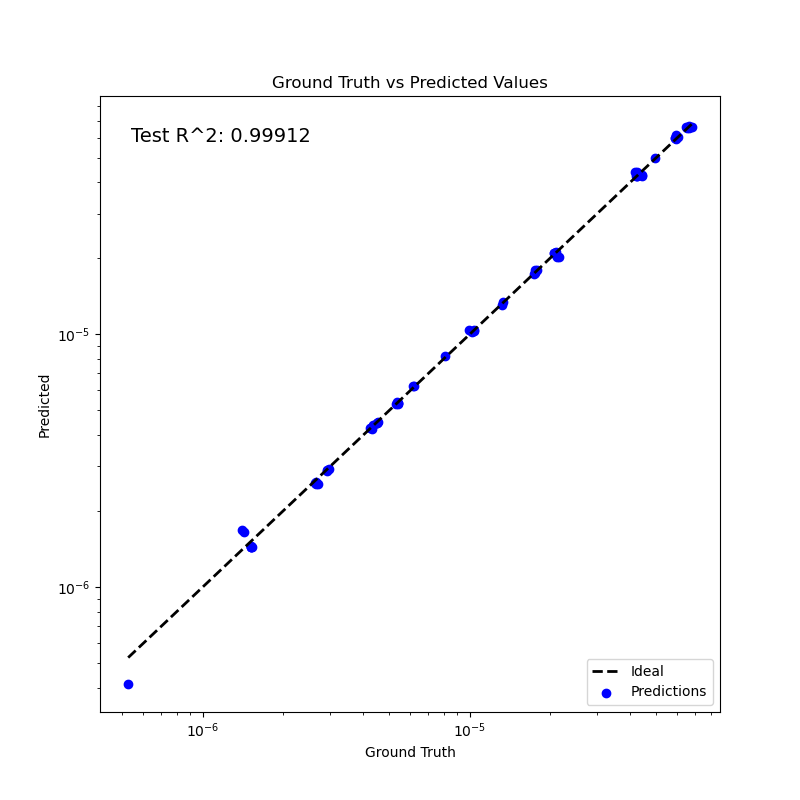 Ground Truth vs Predicted Values
Test R^2: 0.99912
Predicted
10⁻⁵
10⁻⁶
10⁻⁶
10⁻⁵
Ground Truth
Ideal
Predictions